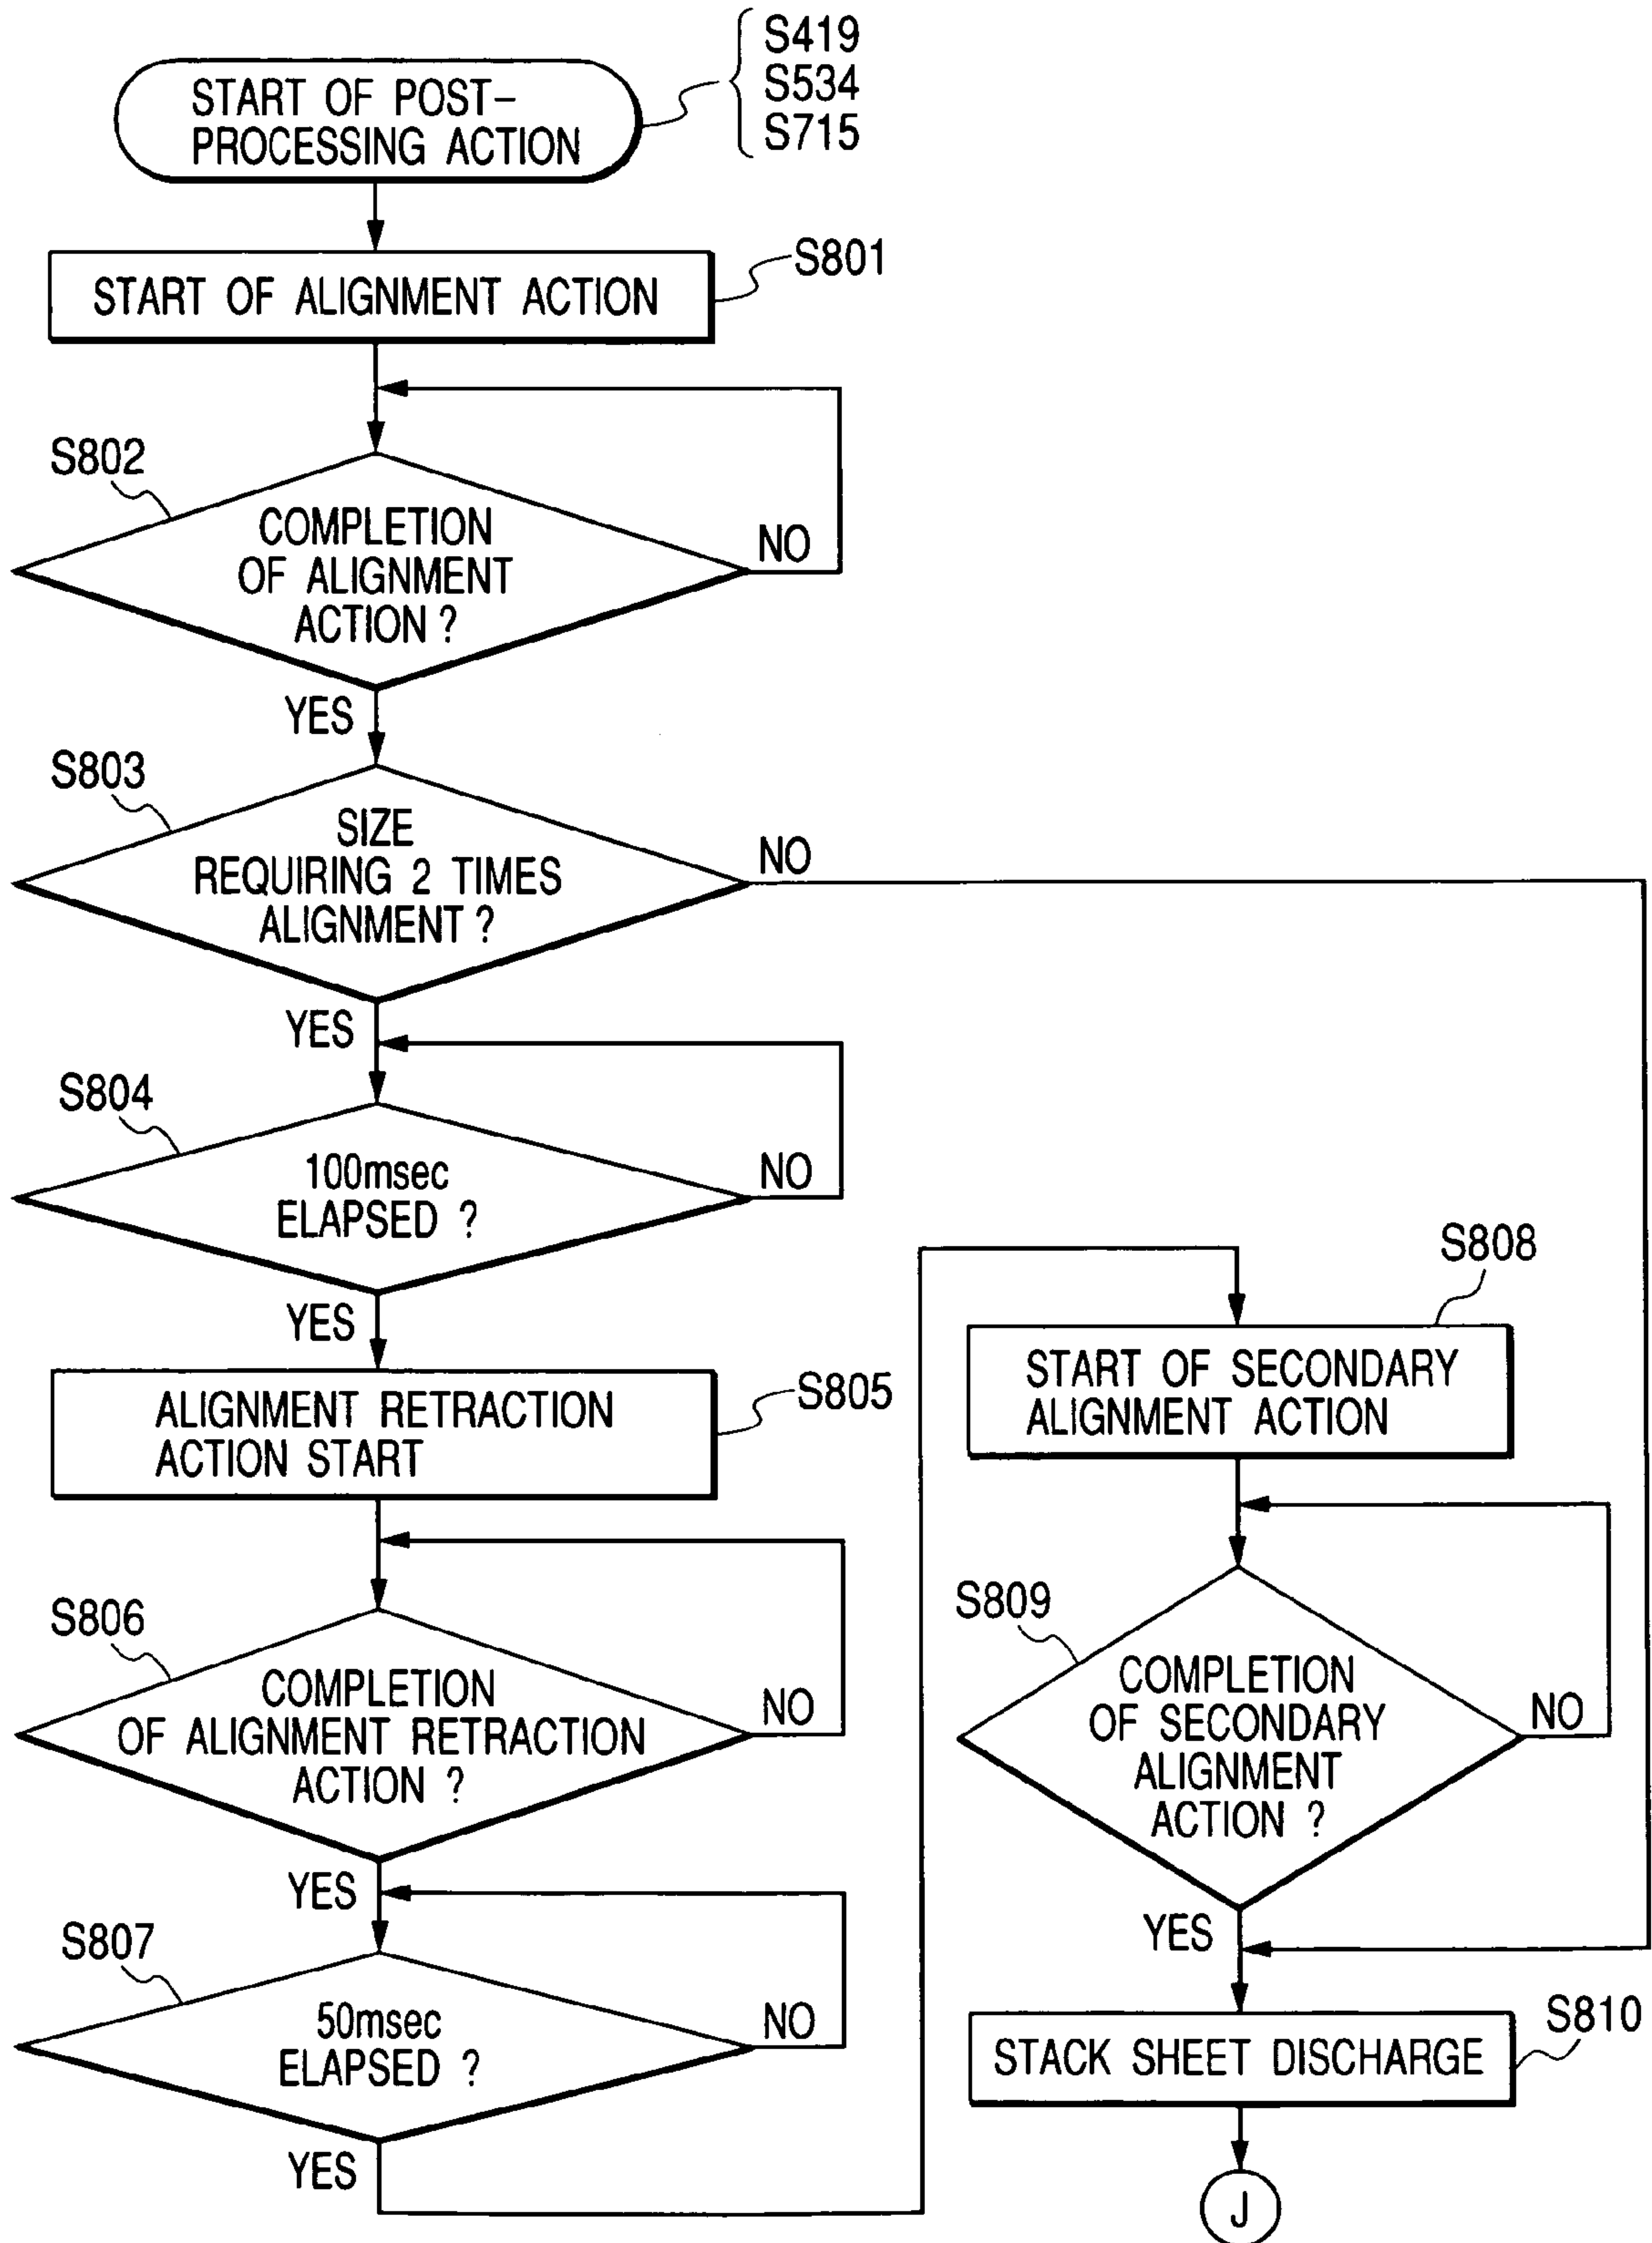 START OF POST-
PROCESSING ACTION
S419
S534
S715
START OF ALIGNMENT ACTION
S801
S802
COMPLETION
OF ALIGNMENT
ACTION ?
NO
YES
S803
SIZE
REQUIRING 2 TIMES
ALIGNMENT ?
NO
YES
S804
100msec
ELAPSED ?
NO
YES
ALIGNMENT RETRACTION
ACTION START
S805
S806
COMPLETION
OF ALIGNMENT RETRACTION
ACTION ?
NO
YES
S807
50msec
ELAPSED ?
NO
YES
S808
START OF SECONDARY
ALIGNMENT ACTION
S809
COMPLETION
OF SECONDARY
ALIGNMENT
ACTION ?
NO
YES
STACK SHEET DISCHARGE
S810
J